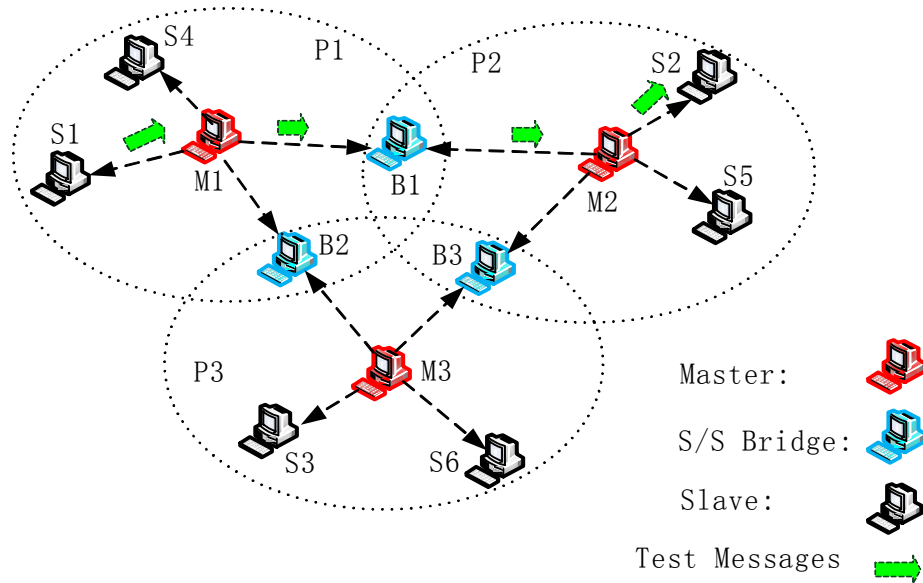 S4
P1
P2
S2
S1
M1
B1
M2
S5
B2
B3
P3
M3
S3
S6
Master:
S/S Bridge:
Slave:
Test Messages